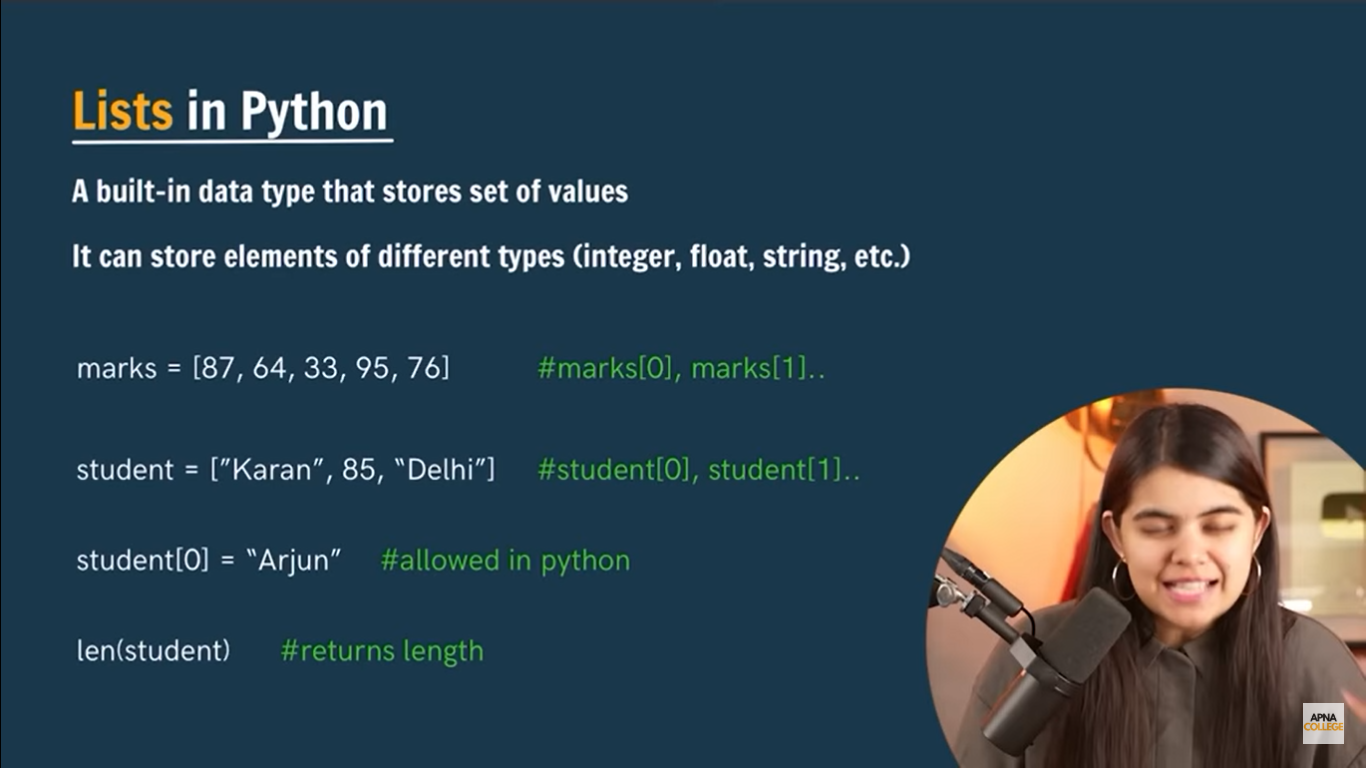 Lists in Python
A built-in data type that stores set of values
It can store elements of different types (integer, float, string, etc.)
marks = [87, 64, 33, 95, 76] #marks[0], marks[1]..
student = [”Karan”, 85, “Delhi”] #student[0], student[1]..
student[0] = “Arjun” #allowed in python
len(student) #returns length
APNA
COLLEGE